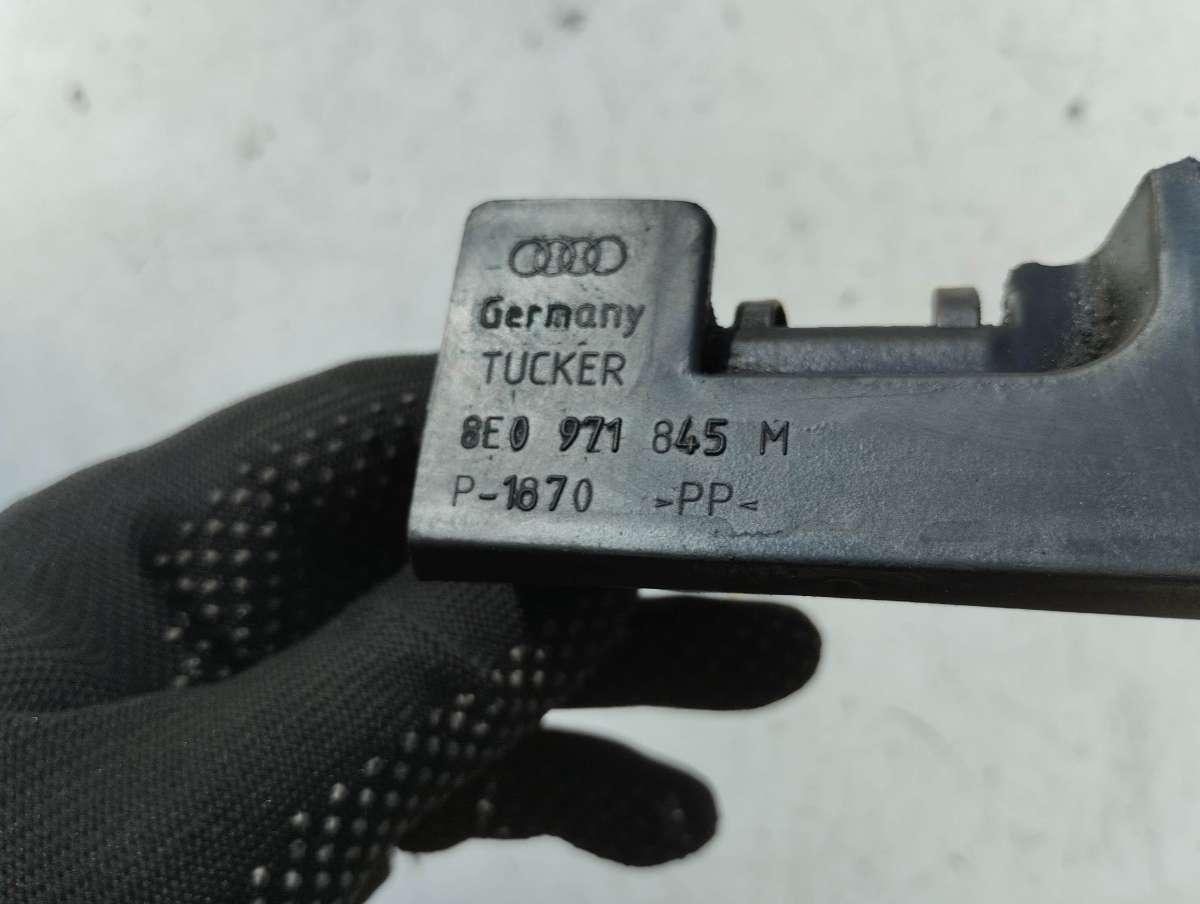 Germany
TUCKER
8E0 971 845 M
P-1870 >PP<